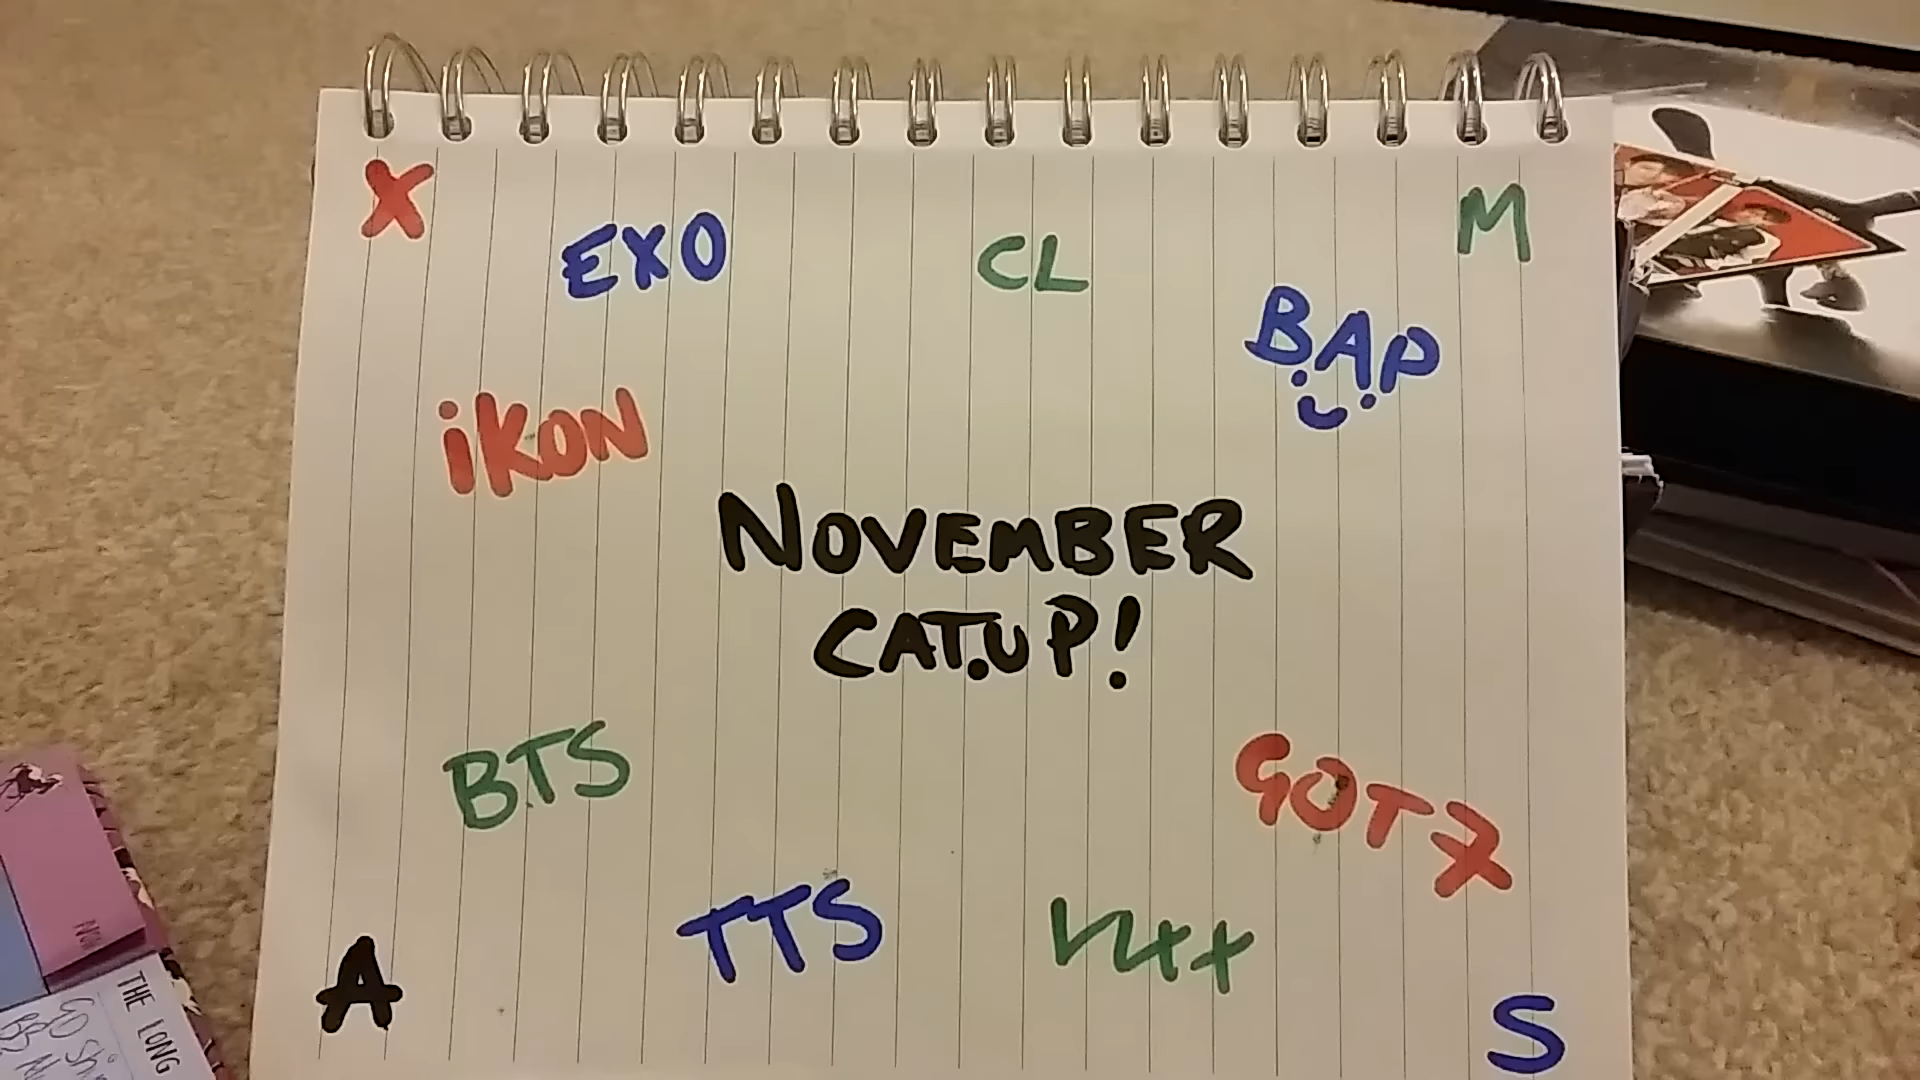 X
M
EXO
CL
B.A.P.
iKON
NOVEMBER
CAT.UP!
BTS
GOT7
TTS
VIXX
A
S
THE LONG